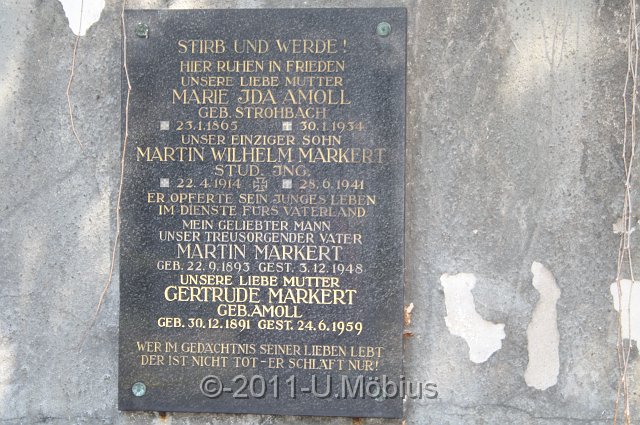 STIRB UND WERDE!
HIER RUHEN IN FRIEDEN
UNSERE LIEBE MUTTER
MARIE JDA AMOLL
GEB. STROHBACH
23.1.1865 30.1.1934
UNSER EINZIGER SOHN
MARTIN WILHELM MARKERT
STUD. JNG.
22.4.1914 28.6.1941
ER OPFERTE SEIN JUNGES LEBEN
IM DIENSTE FÜRS VATERLAND
MEIN GELIEBTER MANN
UNSER TREUSORGENDER VATER
MARTIN MARKERT
GEB. 22.9.1893 GEST. 3.12.1948
UNSERE LIEBE MUTTER
GERTRUDE MARKERT
GEB. AMOLL
GEB. 30.12.1891 GEST. 24.6.1959
WER IM GEDÄCHTNIS SEINER LIEBEN LEBT
DER IST NICHT TOT-ER SCHLÄFT NUR!
©-2011-U.Möbius